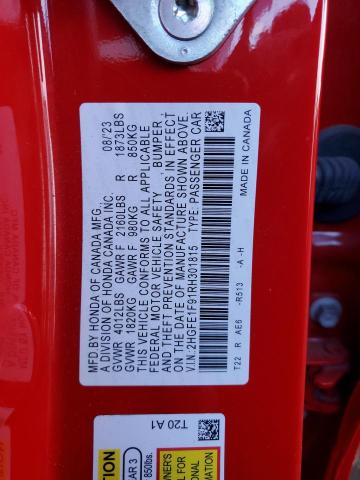 MFD. BY HONDA OF CANADA MFG. 08/'23
A DIVISION OF HONDA CANADA INC.
GVWR 4012LBS GAWR F 2160LBS R 1873LBS
GVWR 1820KG GAWR F 980KG R 850KG
THIS VEHICLE CONFORMS TO ALL APPLICABLE
FEDERAL MOTOR VEHICLE SAFETY, BUMPER
AND THEFT PREVENTION STANDARDS IN EFFECT
ON THE DATE OF MANUFACTURE SHOWN ABOVE.
V.I.N: 2HGFE1F91RH301815 TYPE: PASSENGER CAR
T22 R AE6 -R513 -A -H
MADE IN CANADA
T20 A1
AR 3
850lbs.